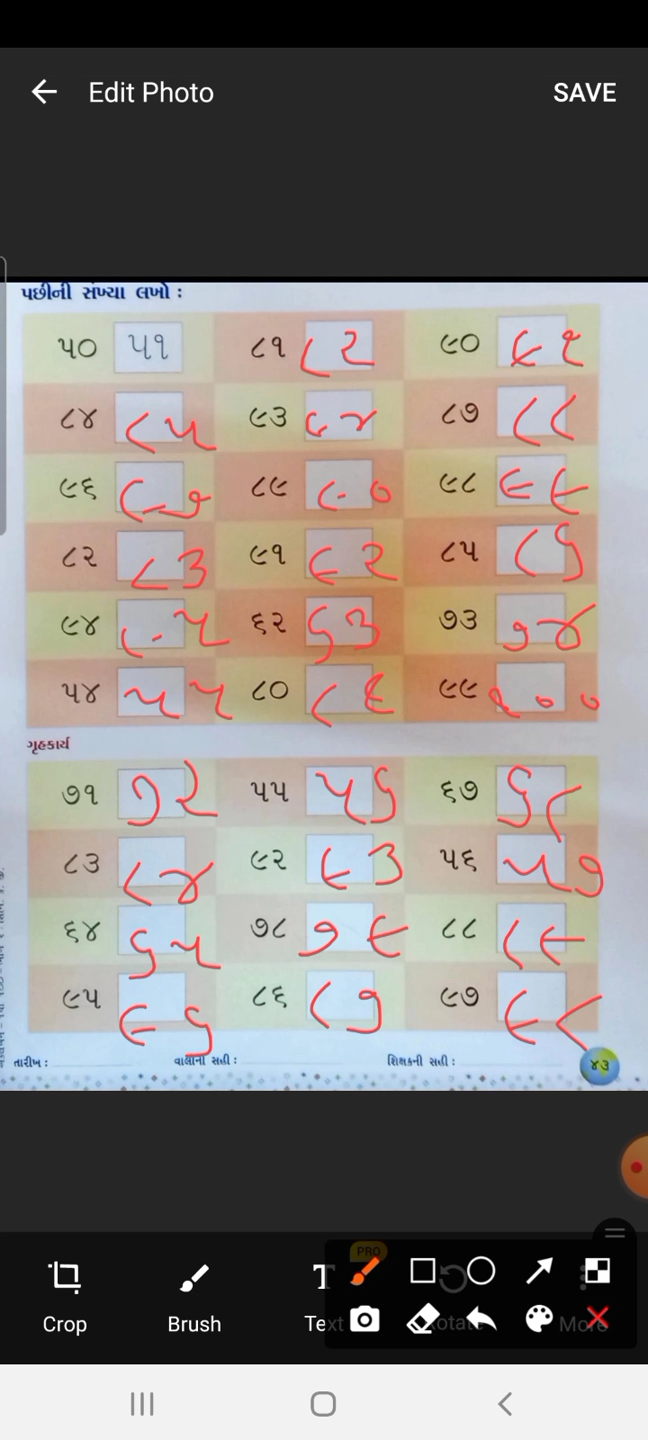 Edit Photo SAVE
પછીની સંખ્યા લખો :
૫૦ ૫૧ ૮૧ ૮૨ ૯૦ ૯૧
૮૪ ૮૫ ૯૩ ૯૪ ૮૭ ૮૮
૯૬ ૯૭ ૮૯ ૯૦ ૯૮ ૯૯
૮૨ ૮૩ ૯૧ ૯૨ ૮૫ ૮૬
૯૪ ૯૫ ૬૨ ૬૩ ૭૩ ૭૪
૫૪ ૫૫ ૮૦ ૮૧ ૯૯ ૧૦૦
ગૃહકાર્ય
૭૧ ૭૨ ૫૫ ૫૬ ૬૭ ૬૮
૮૩ ૮૪ ૯૨ ૯૩ ૫૬ ૫૭
૬૪ ૬૫ ૭૮ ૭૯ ૮૮ ૮૯
૯૫ ૯૬ ૮૬ ૮૭ ૯૭ ૯૮
તારીખ : વાલીની સહી : શિક્ષકની સહી : ૪૩
PRO
Crop Brush Text